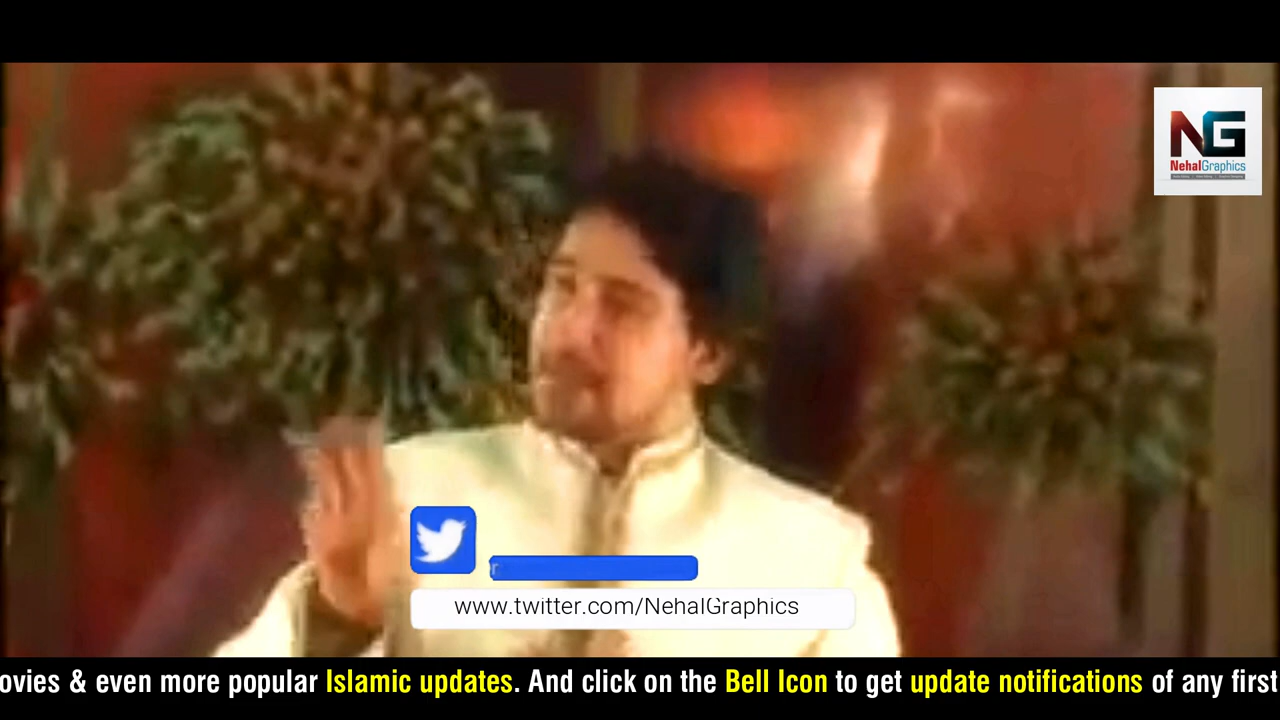 NG
NehalGraphics
r
www.twitter.com/NehalGraphics
ovies & even more popular Islamic updates. And click on the Bell Icon to get update notifications of any first